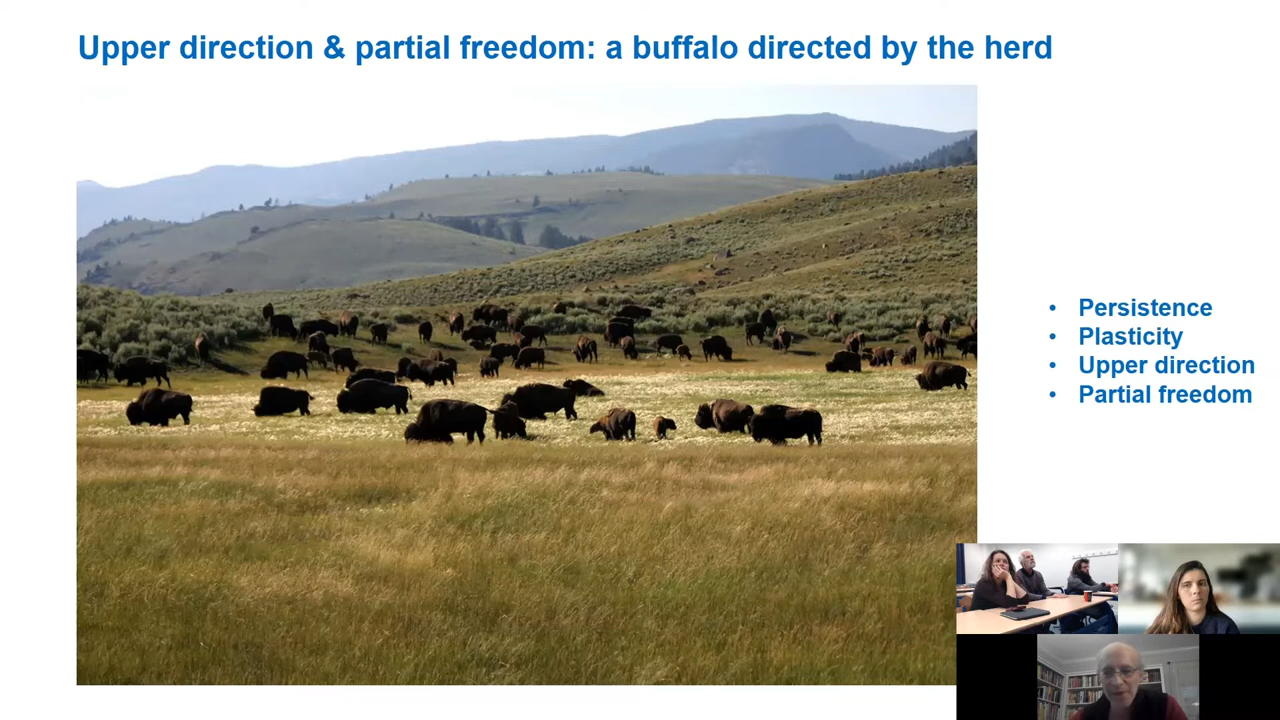 Upper direction & partial freedom: a buffalo directed by the herd
• Persistence
• Plasticity
• Upper direction
• Partial freedom